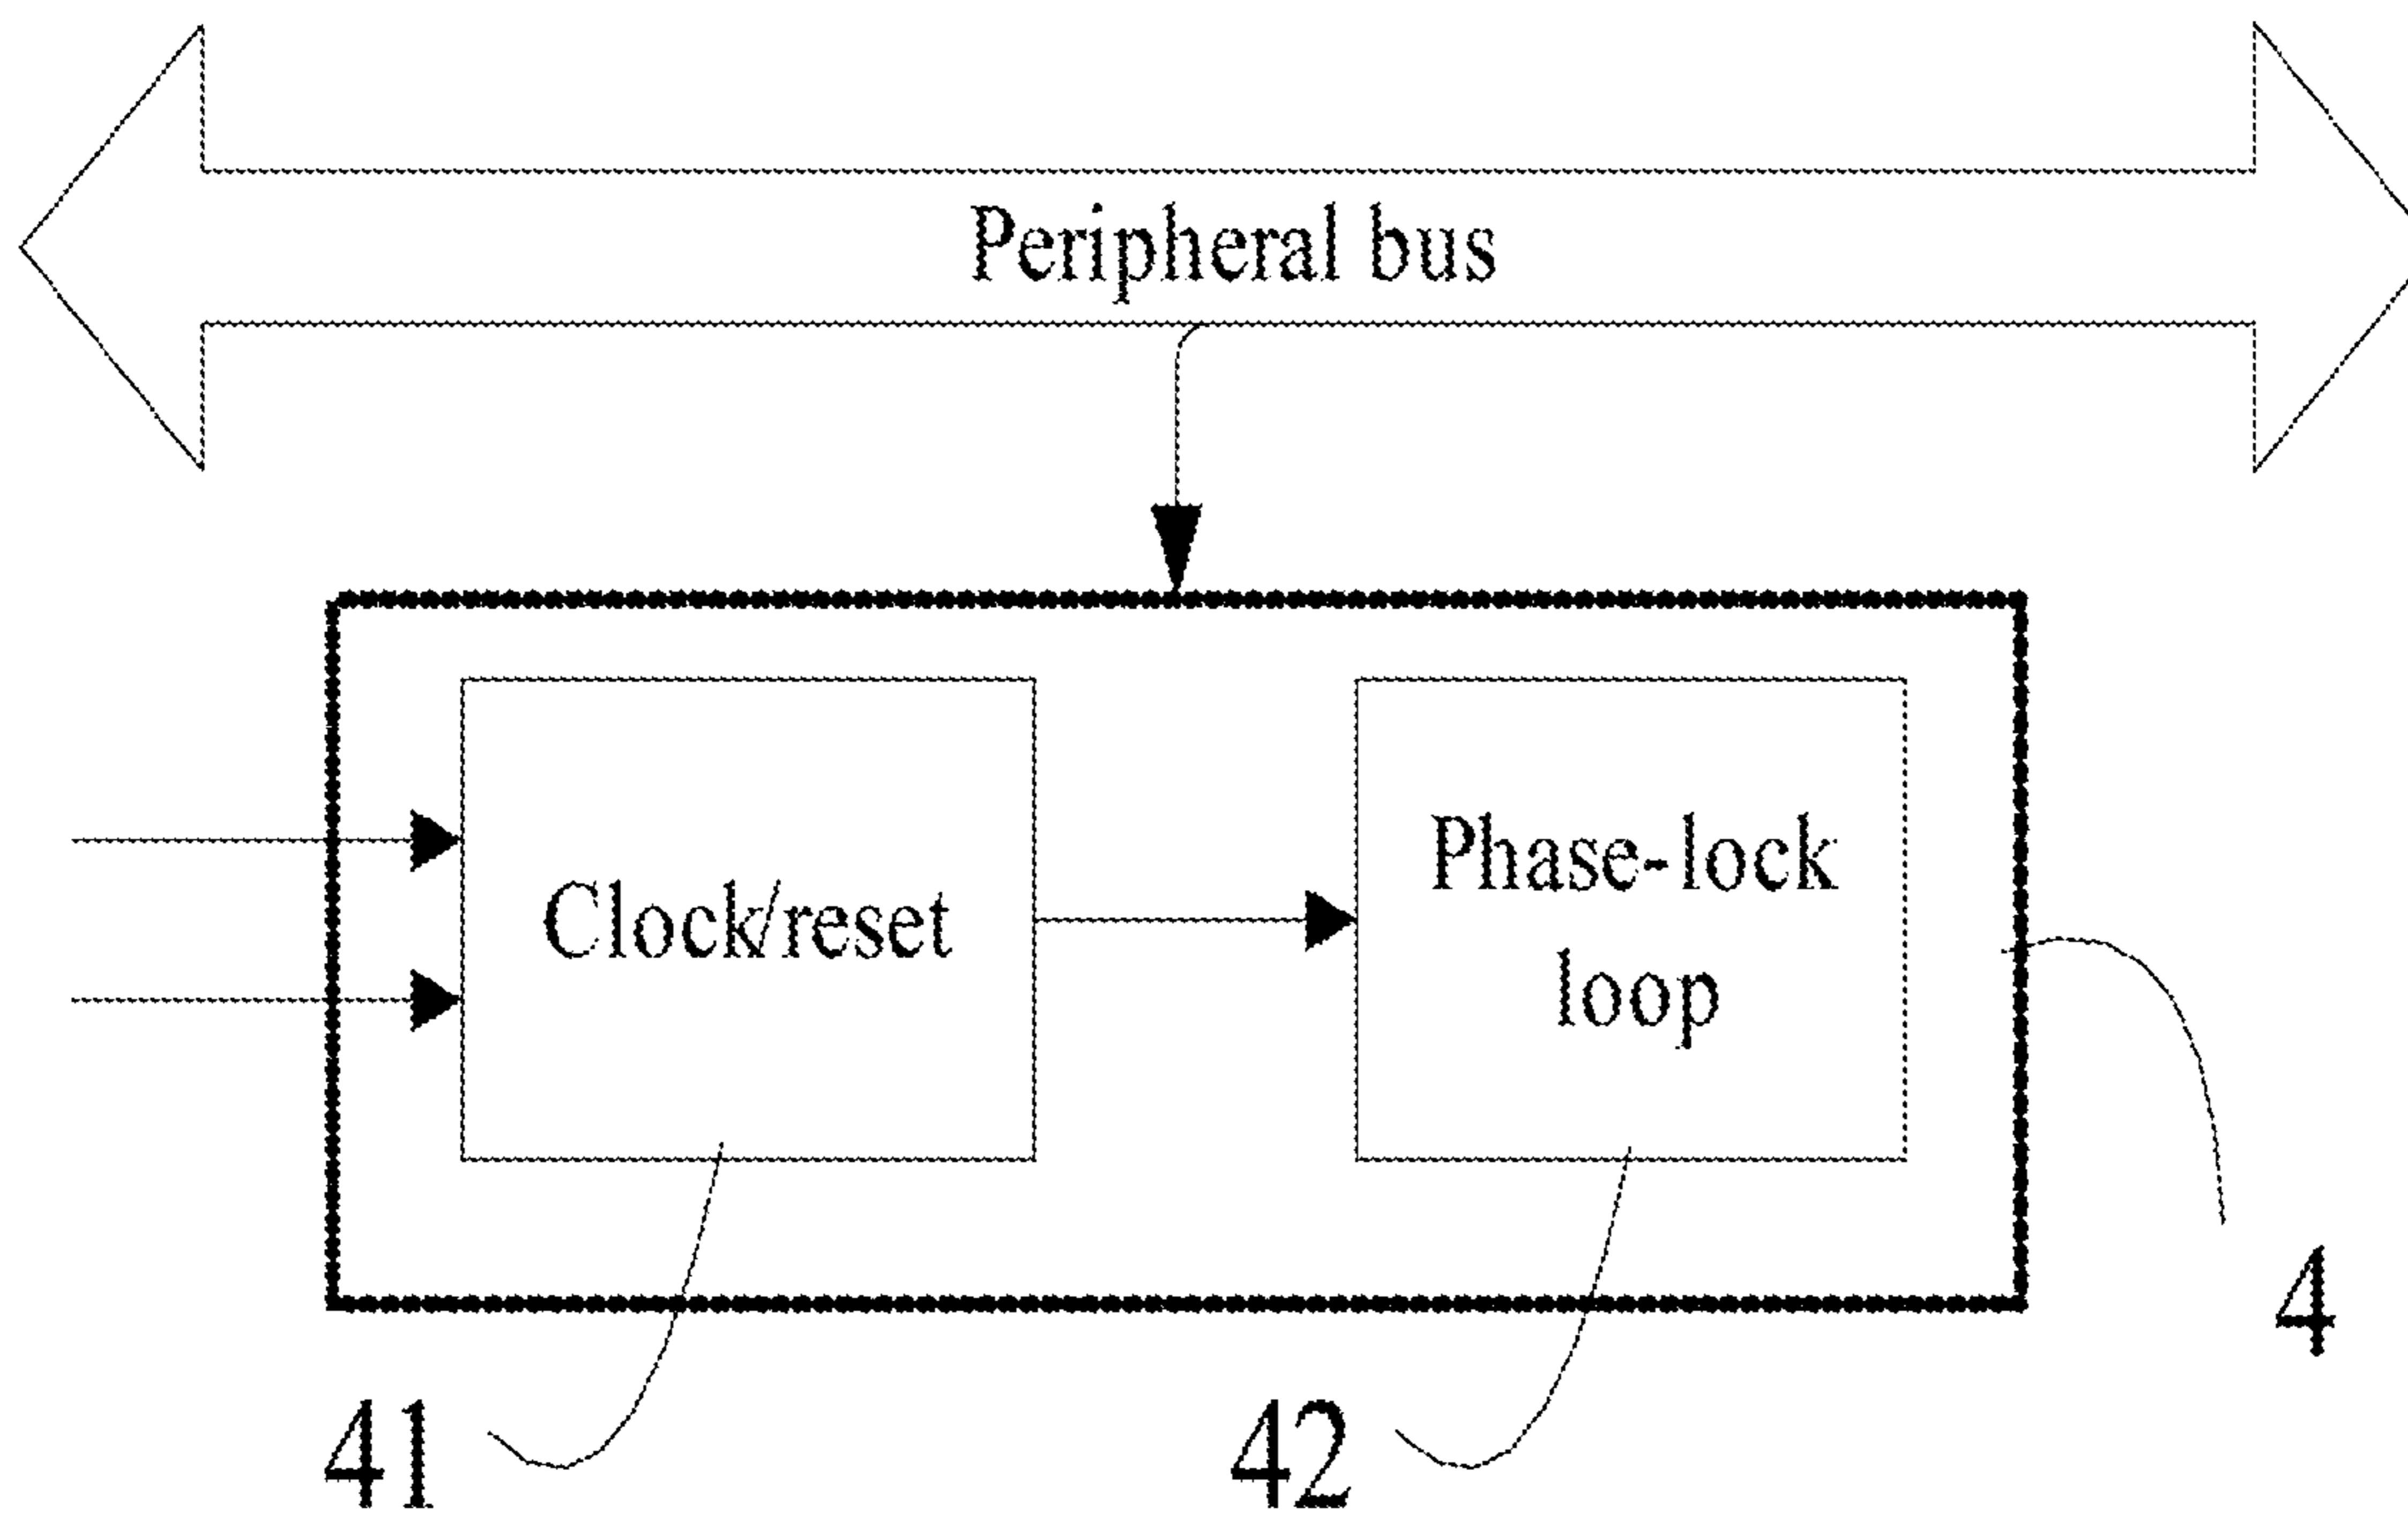 Peripheral bus
Clock/reset
Phase-lock
loop
4
41
42